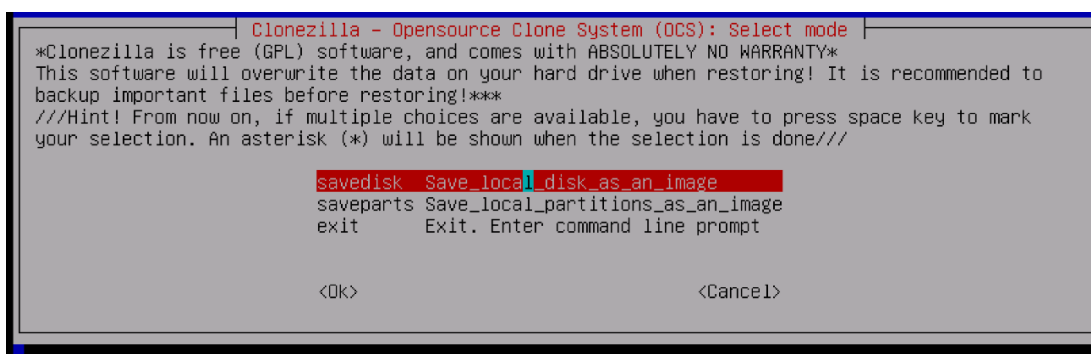 Clonezilla - Opensource Clone System (OCS): Select mode
*Clonezilla is free (GPL) software, and comes with ABSOLUTELY NO WARRANTY*
This software will overwrite the data on your hard drive when restoring! It is recommended to
backup important files before restoring!***
///Hint! From now on, if multiple choices are available, you have to press space key to mark
your selection. An asterisk (*) will be shown when the selection is done///
savedisk Save_local_disk_as_an_image
saveparts Save_local_partitions_as_an_image
exit Exit. Enter command line prompt
<Ok> <Cancel>